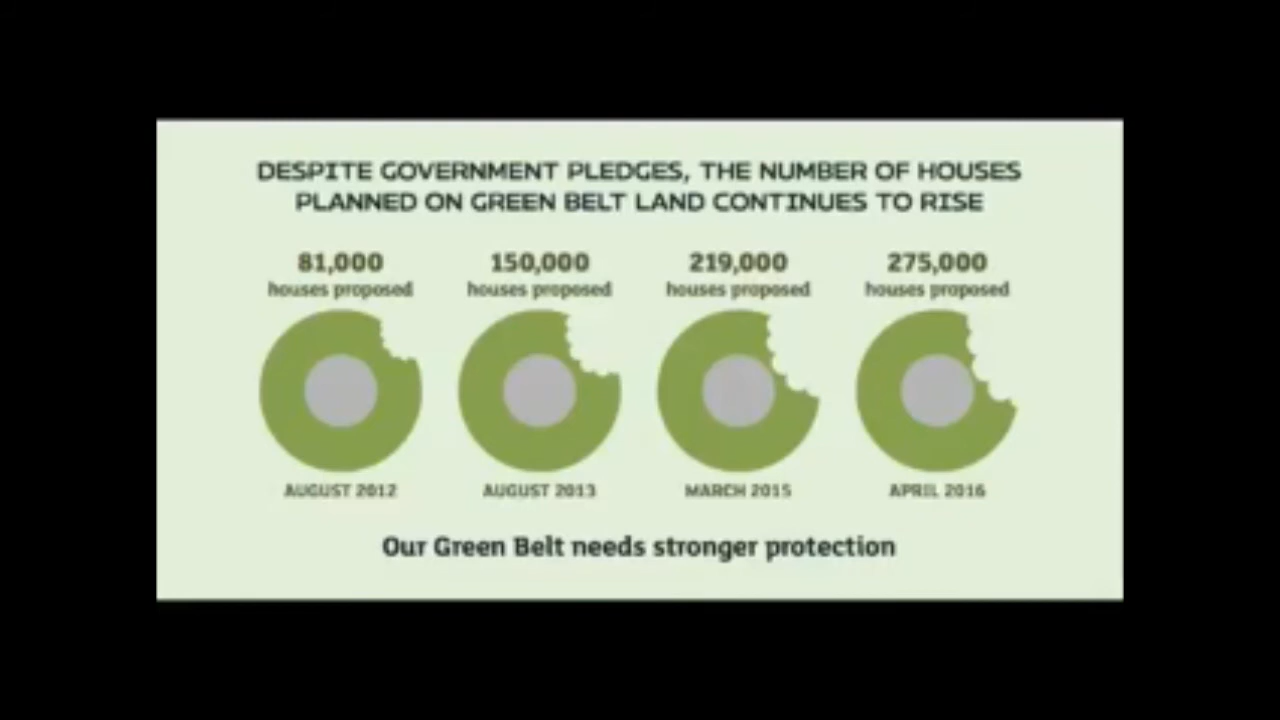 DESPITE GOVERNMENT PLEDGES, THE NUMBER OF HOUSES
PLANNED ON GREEN BELT LAND CONTINUES TO RISE
81,000
houses proposed
150,000
houses proposed
219,000
houses proposed
275,000
houses proposed
AUGUST 2012
AUGUST 2013
MARCH 2015
APRIL 2016
Our Green Belt needs stronger protection